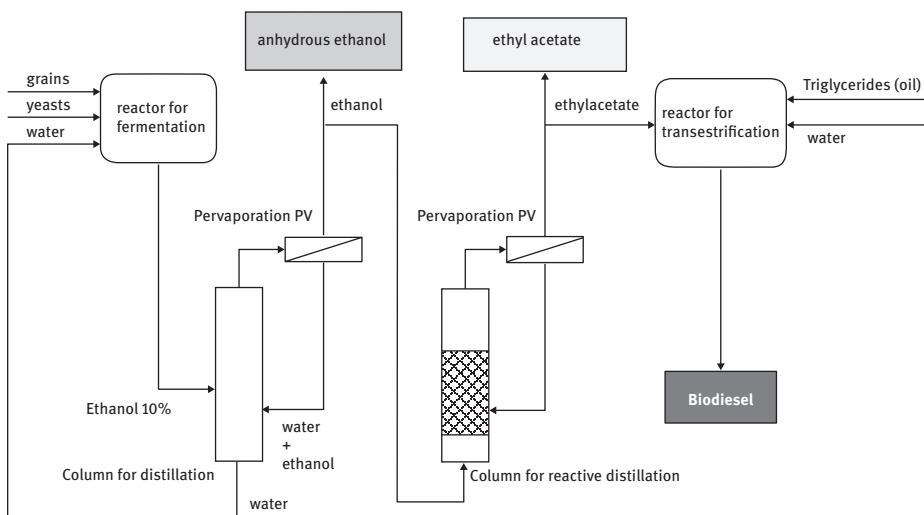 anhydrous ethanol
ethyl acetate
grains
yeasts
water
reactor for
fermentation
ethanol
ethylacetate
reactor for
transestrification
Triglycerides (oil)
water
Pervaporation PV
Pervaporation PV
Ethanol 10%
water
+
ethanol
Biodiesel
Column for distillation
Column for reactive distillation
water